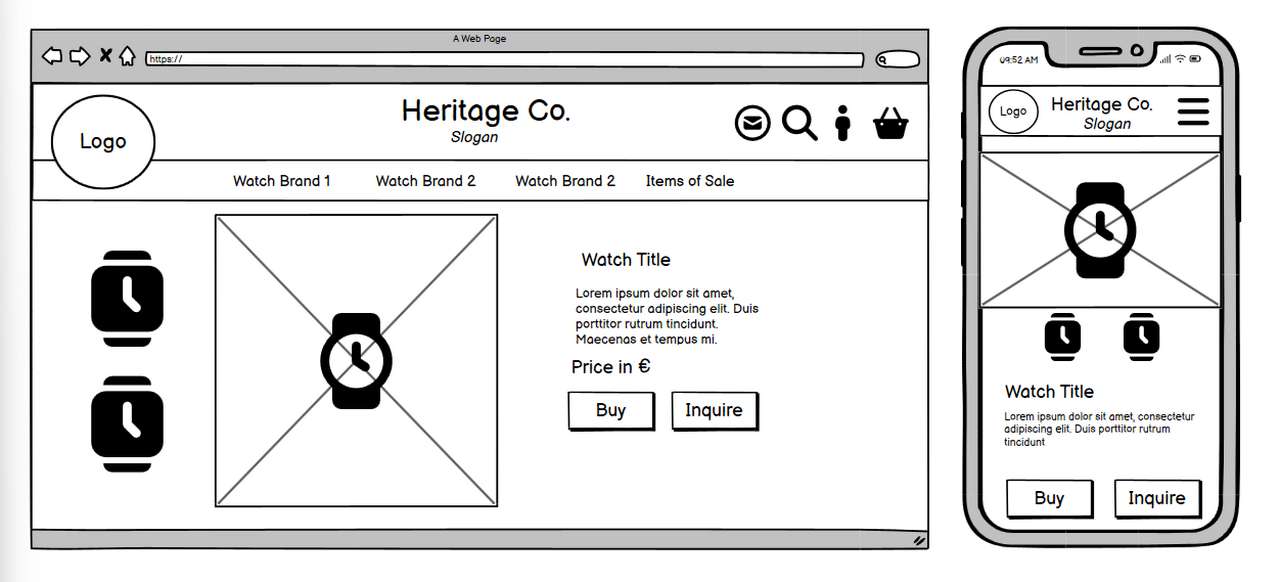 A Web Page
https://
Logo
Heritage Co.
Slogan
Watch Brand 1
Watch Brand 2
Watch Brand 2
Items of Sale
Watch Title
Lorem ipsum dolor sit amet,
consectetur adipiscing elit. Duis
porttitor rutrum tincidunt.
Maecenas et tempus mi.
Price in €
Buy
Inquire
09:52 AM
Logo
Heritage Co.
Slogan
Watch Title
Lorem ipsum dolor sit amet, consectetur
adipiscing elit. Duis porttitor rutrum
tincidunt
Buy
Inquire